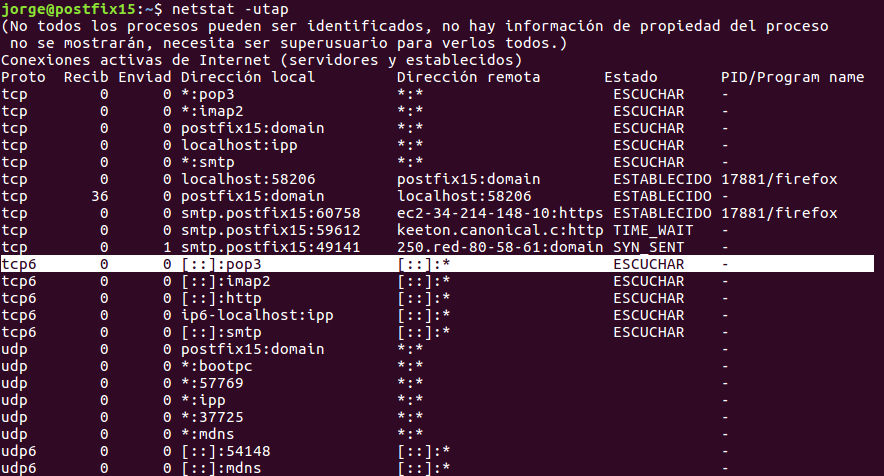 jorge@postfix15:~$ netstat -utap
(No todos los procesos pueden ser identificados, no hay información de propiedad del proceso
 no se mostrarán, necesita ser superusuario para verlos todos.)
Conexiones activas de Internet (servidores y establecidos)
Proto  Recib Enviad Dirección local          Dirección remota        Estado      PID/Program name
tcp        0      0 *:pop3                  *:*                     ESCUCHAR    -
tcp        0      0 *:imap2                 *:*                     ESCUCHAR    -
tcp        0      0 postfix15:domain        *:*                     ESCUCHAR    -
tcp        0      0 localhost:ipp           *:*                     ESCUCHAR    -
tcp        0      0 *:smtp                  *:*                     ESCUCHAR    -
tcp        0      0 localhost:58206         postfix15:domain        ESTABLECIDO 17881/firefox
tcp       36      0 postfix15:domain        localhost:58206         ESTABLECIDO -
tcp        0      0 smtp.postfix15:60758    ec2-34-214-148-10:https ESTABLECIDO 17881/firefox
tcp        0      0 smtp.postfix15:59612    keeton.canonical.c:http TIME_WAIT   -
tcp        0      1 smtp.postfix15:49141    250.red-80-58-61:domain SYN_SENT    -
tcp6       0      0 [::]:pop3               [::]:*                  ESCUCHAR    -
tcp6       0      0 [::]:imap2              [::]:*                  ESCUCHAR    -
tcp6       0      0 [::]:http               [::]:*                  ESCUCHAR    -
tcp6       0      0 ip6-localhost:ipp       [::]:*                  ESCUCHAR    -
tcp6       0      0 [::]:smtp               [::]:*                  ESCUCHAR    -
udp        0      0 postfix15:domain        *:*                                 -
udp        0      0 *:bootpc                *:*                                 -
udp        0      0 *:57769                 *:*                                 -
udp        0      0 *:ipp                   *:*                                 -
udp        0      0 *:37725                 *:*                                 -
udp        0      0 *:mdns                  *:*                                 -
udp6       0      0 [::]:54148              [::]:*                              -
udp6       0      0 [::]:mdns               [::]:*                              -